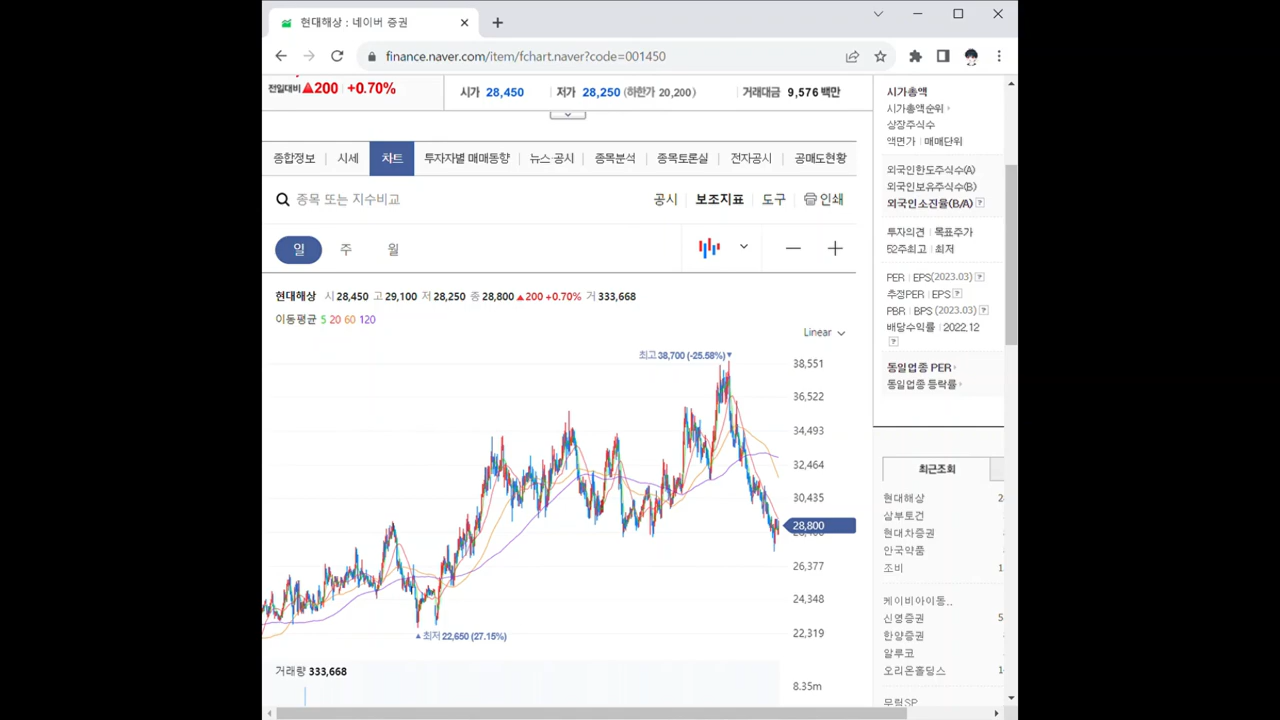 현대해상 : 네이버 증권
finance.naver.com/item/fchart.naver?code=001450
전일대비 ▲200 +0.70%
시가 28,450 저가 28,250 (하한가 20,200) 거래대금 9,576 백만
종합정보 시세 차트 투자자별 매매동향 뉴스·공시 종목분석 종목토론실 전자공시 공매도현황
종목 또는 지수비교
공시 보조지표 도구 인쇄
일 주 월
현대해상 시 28,450 고 29,100 저 28,250 종 28,800 ▲200 +0.70% 거 333,668
이동평균 5 20 60 120
Linear
최고 38,700 (-25.58%) ▼
38,551
36,522
34,493
32,464
30,435
28,800
26,377
24,348
22,319
▲ 최저 22,650 (27.15%)
거래량 333,668
8.35m
시가총액
시가총액순위
상장주식수
액면가 매매단위
외국인한도주식수(A)
외국인보유주식수(B)
외국인소진율(B/A) ?
투자의견 목표주가
52주최고 최저
PER EPS(2023.03) ?
추정PER EPS ?
PBR BPS (2023.03) ?
배당수익률 2022.12
?
동일업종 PER
동일업종 등락률
최근조회
현대해상
삼부토건
현대차증권
안국약품
조비
케이비아이동..
신영증권
한양증권
알루코
오리온홀딩스
무림SP